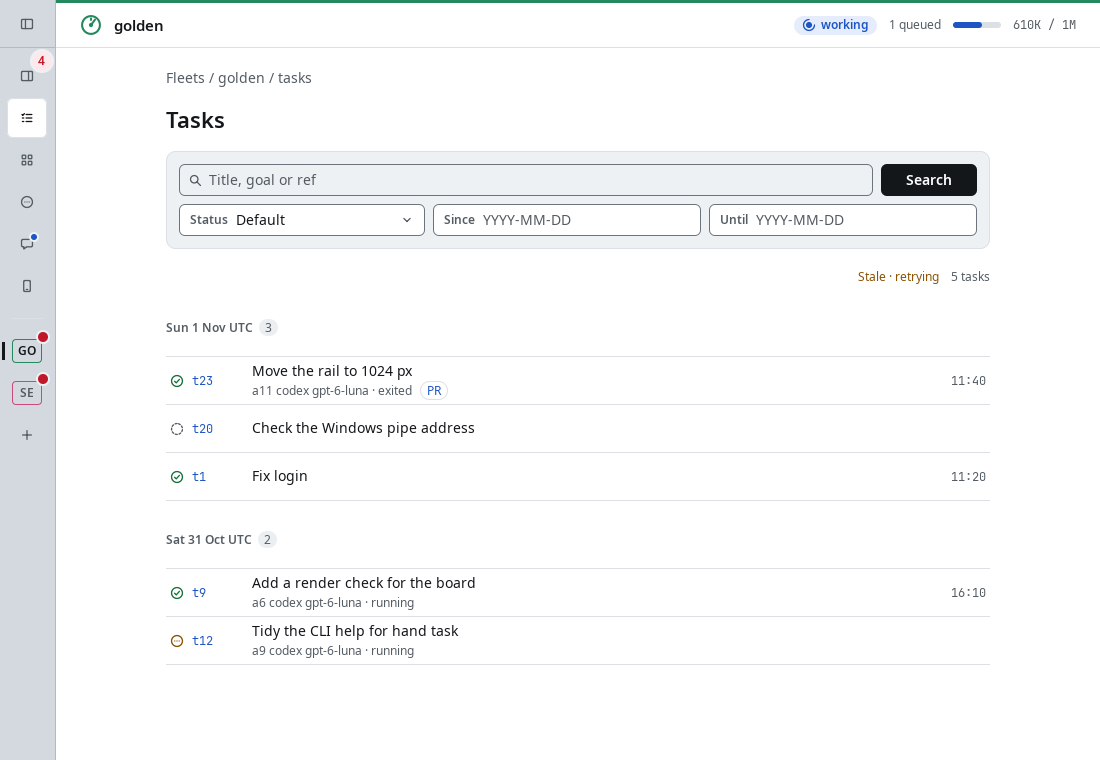 golden
working
1 queued
610K / 1M
4
Fleets / golden / tasks
Tasks
Title, goal or ref
Search
Status Default
Since YYYY-MM-DD
Until YYYY-MM-DD
Stale · retrying
5 tasks
Sun 1 Nov UTC 3
t23
Move the rail to 1024 px
a11 codex gpt-6-luna · exited PR
11:40
t20
Check the Windows pipe address
t1
Fix login
11:20
Sat 31 Oct UTC 2
t9
Add a render check for the board
a6 codex gpt-6-luna · running
16:10
t12
Tidy the CLI help for hand task
a9 codex gpt-6-luna · running
GO
SE